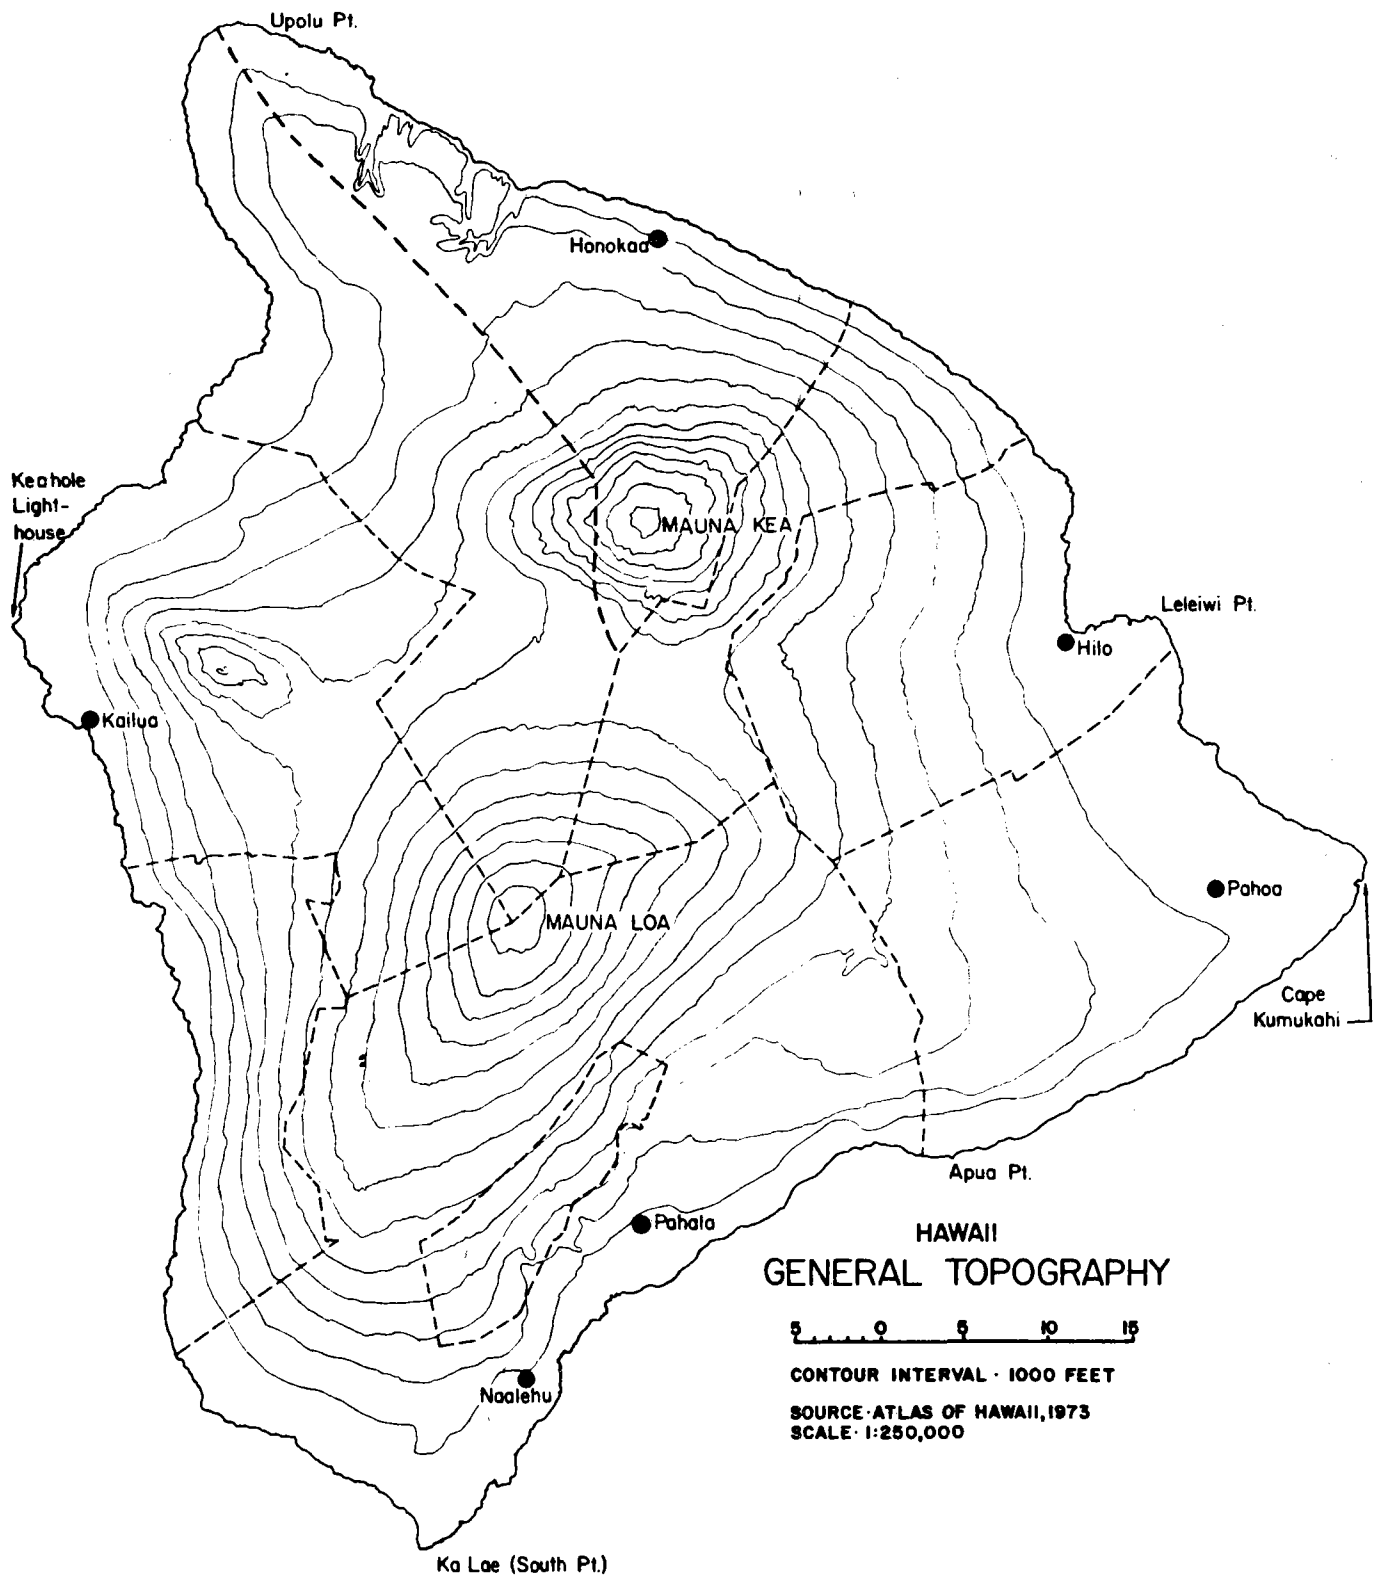 Upolu Pt.
Honokaa
Keahole
Light-
house
MAUNA KEA
Leleiwi Pt.
Hilo
Kailua
Pahoa
MAUNA LOA
Cape
Kumukahi
Apua Pt.
Pahala
HAWAII
GENERAL TOPOGRAPHY
5 0 5 10 15
CONTOUR INTERVAL · 1000 FEET
SOURCE·ATLAS OF HAWAII, 1973
SCALE· 1:250,000
Naalehu
Ka Lae (South Pt.)